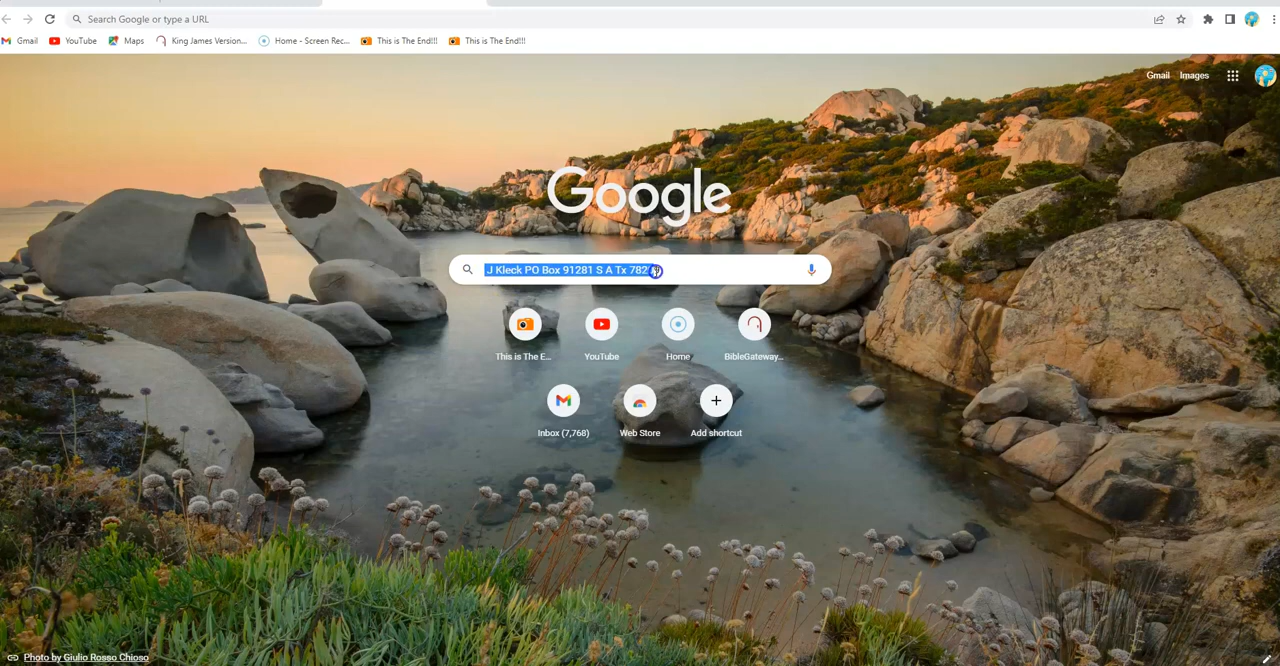 Search Google or type a URL
Gmail
YouTube
Maps
King James Version...
Home - Screen Rec...
This is The End!!!
This is The End!!!
Gmail
Images
Google
J Kleck PO Box 91281 S A Tx
This is The E...
YouTube
Home
BibleGateway...
Inbox (7,768)
Web Store
Add shortcut
Photo by Giulio Rosso Chioso